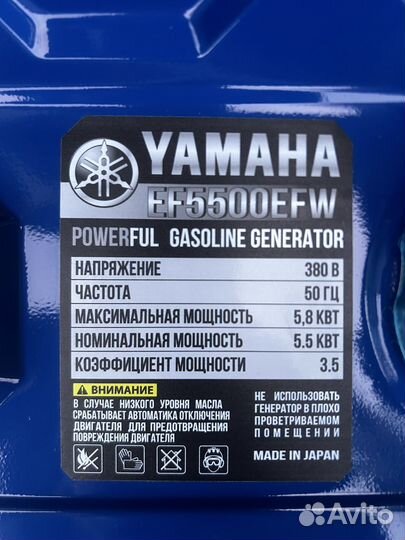 YAMAHA
EF5500EFW
POWERFUL GASOLINE GENERATOR
НАПРЯЖЕНИЕ 380 В
ЧАСТОТА 50 ГЦ
МАКСИМАЛЬНАЯ МОЩНОСТЬ 5,8 КВТ
НОМИНАЛЬНАЯ МОЩНОСТЬ 5.5 КВТ
КОЭФФИЦИЕНТ МОЩНОСТИ 3.5
ВНИМАНИЕ
В СЛУЧАЕ НИЗКОГО УРОВНЯ МАСЛА
СРАБАТЫВАЕТ АВТОМАТИКА ОТКЛЮЧЕНИЯ
ДВИГАТЕЛЯ ДЛЯ ПРЕДОТВРАЩЕНИЯ
ПОВРЕЖДЕНИЯ ДВИГАТЕЛЯ
НЕ ИСПОЛЬЗОВАТЬ
ГЕНЕРАТОР В ПЛОХО
ПРОВЕТРИВАЕМОМ
ПОМЕЩЕНИИ
MADE IN JAPAN
Avito